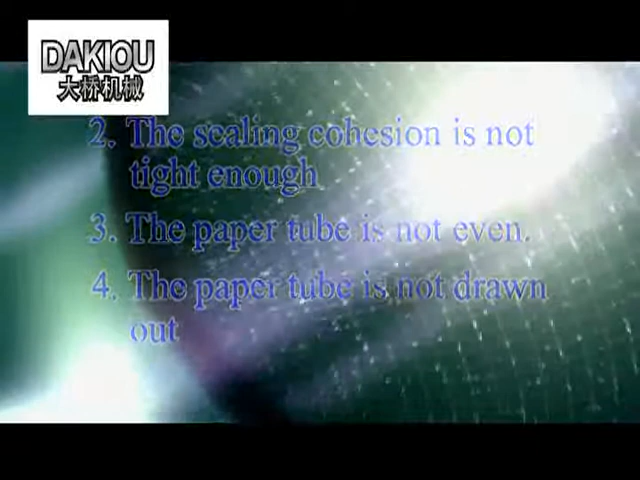 DAKIOU
大桥机械
2. The sealing cohesion is not
tight enough
3. The paper tube is not even.
4. The paper tube is not drawn
out